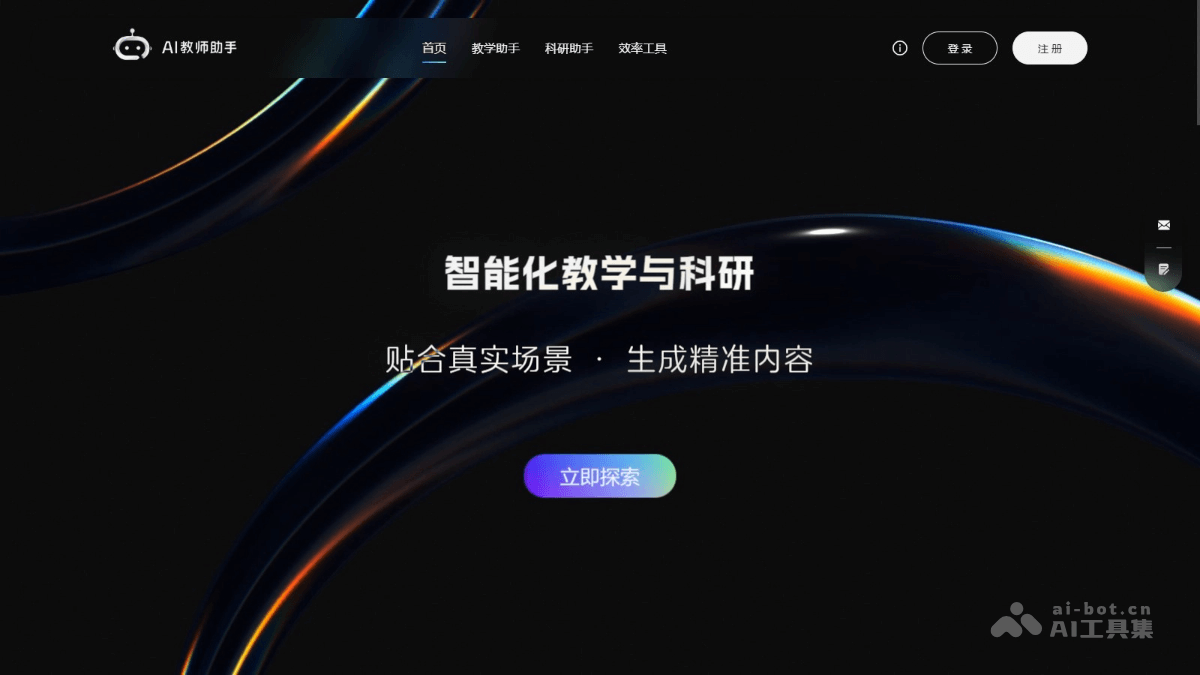 AI教师助手
首页 教学助手 科研助手 效率工具
登录 注册
智能化教学与科研
贴合真实场景 · 生成精准内容
立即探索
ai-bot.cn
AI工具集